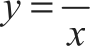 y = — x